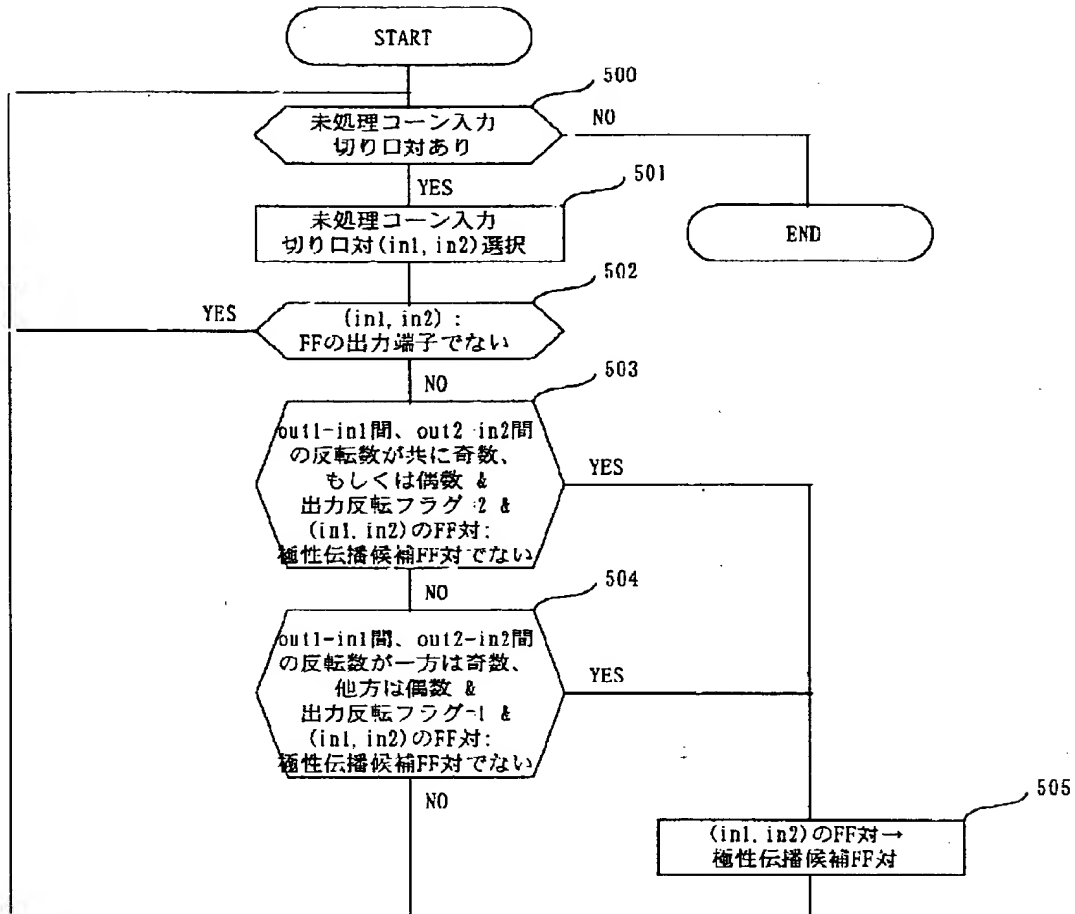 START
500
未処理コーン入力
切り口対あり
NO
YES
501
未処理コーン入力
切り口対(in1, in2)選択
END
502
YES
(in1, in2) :
FFの出力端子でない
NO
503
out1-in1間、out2-in2間
の反転数が共に奇数、
もしくは偶数 &
出力反転フラグ=2 &
(in1, in2)のFF対:
極性伝播候補FF対でない
YES
NO
504
out1-in1間、out2-in2間
の反転数が一方は奇数、
他方は偶数 &
出力反転フラグ=1 &
(in1, in2)のFF対:
極性伝播候補FF対でない
YES
NO
505
(in1, in2)のFF対→
極性伝播候補FF対